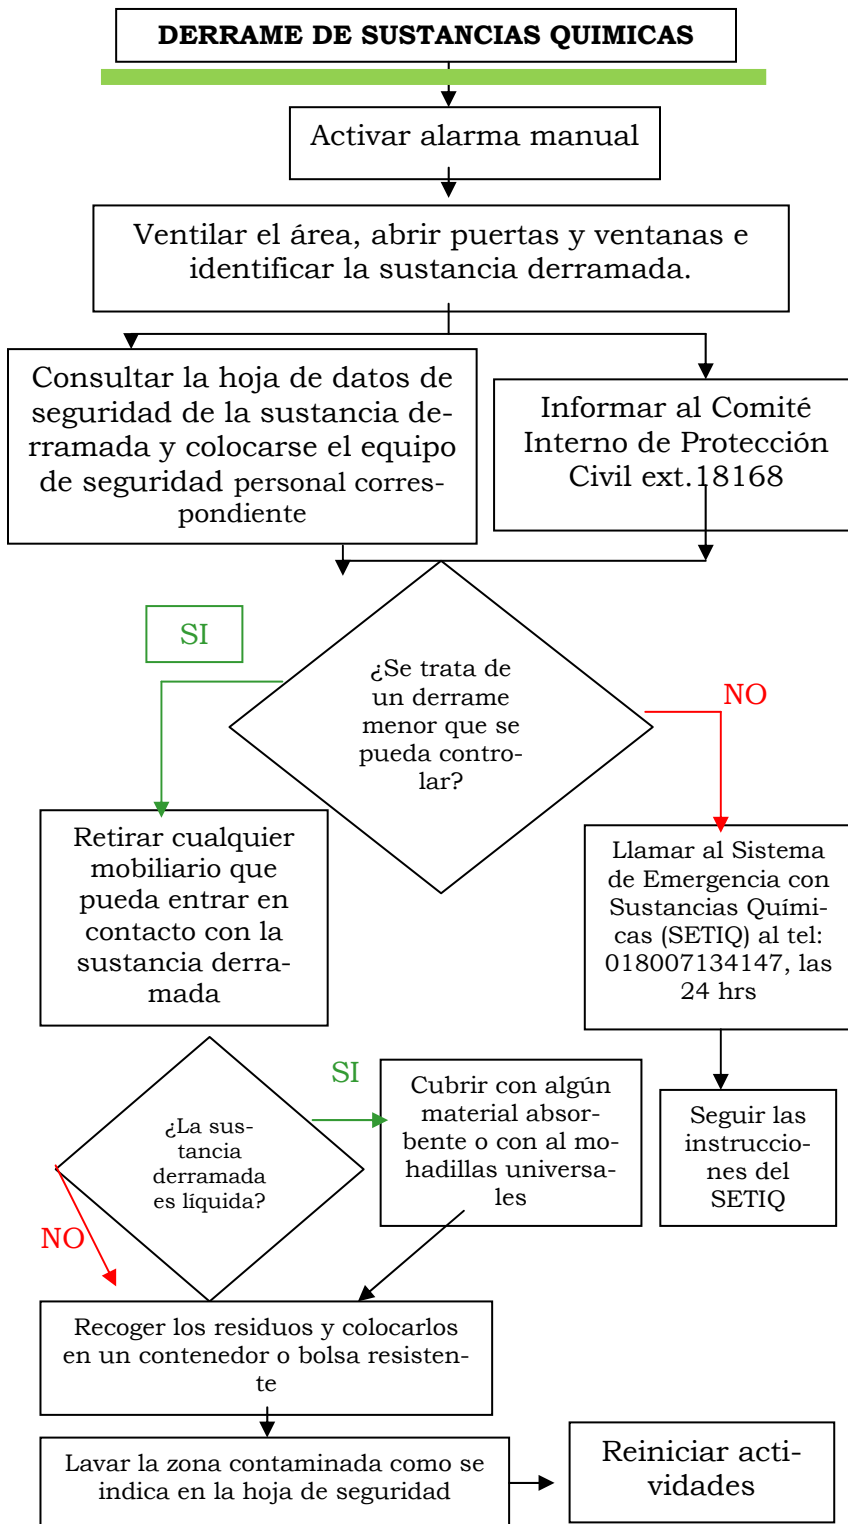 DERRAME DE SUSTANCIAS QUIMICAS
Activar alarma manual
Ventilar el área, abrir puertas y ventanas e
identificar la sustancia derramada.
Consultar la hoja de datos de
seguridad de la sustancia de-
rramada y colocarse el equipo
de seguridad personal corres-
pondiente
Informar al Comité
Interno de Protección
Civil ext.18168
SI
¿Se trata de
un derrame
menor que se
pueda contro-
lar?
NO
Retirar cualquier
mobiliario que
pueda entrar en
contacto con la
sustancia derra-
mada
Llamar al Sistema
de Emergencia con
Sustancias Quími-
cas (SETIQ) al tel:
018007134147, las
24 hrs
¿La sus-
tancia
derramada
es líquida?
SI
Cubrir con algún
material absor-
bente o con al mo-
hadillas universa-
les
Seguir las
instruccio-
nes del
SETIQ
NO
Recoger los residuos y colocarlos
en un contenedor o bolsa resisten-
te
Lavar la zona contaminada como se
indica en la hoja de seguridad
Reiniciar acti-
vidades